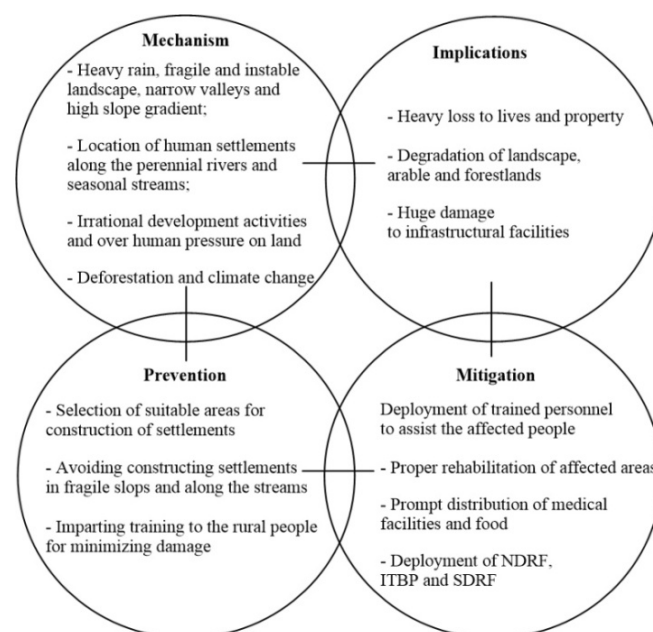 Mechanism
- Heavy rain, fragile and instable
landscape, narrow valleys and
high slope gradient;
- Location of human settlements
along the perennial rivers and
seasonal streams;
- Irrational development activities
and over human pressure on land
- Deforestation and climate change
Implications
- Heavy loss to lives and property
- Degradation of landscape,
arable and forestlands
- Huge damage
to infrastructural facilities
Prevention
- Selection of suitable areas for
construction of settlements
- Avoiding constructing settlements
in fragile slops and along the streams
- Imparting training to the rural people
for minimizing damage
Mitigation
Deployment of trained personnel
to assist the affected people
- Proper rehabilitation of affected areas
- Prompt distribution of medical
facilities and food
- Deployment of NDRF,
ITBP and SDRF